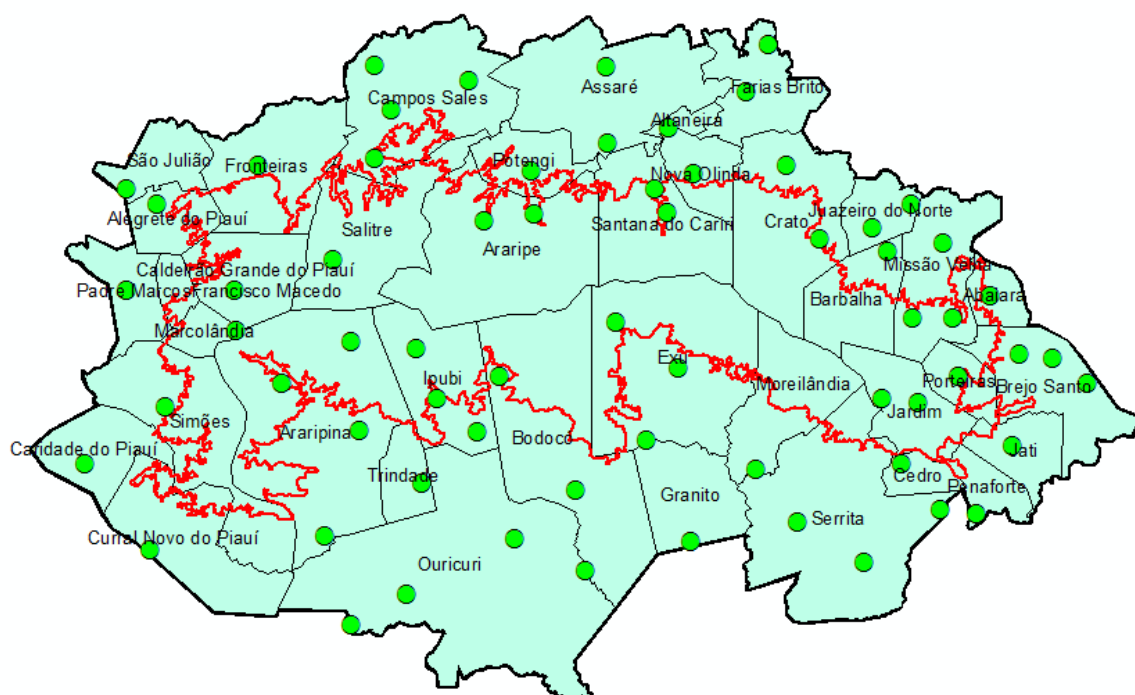 Campos Sales
Assaré
Farias Brito
Altaneira
São Julião
Fronteiras
Potengi
Nova Olinda
Alegrete do Piauí
Salitre
Araripe
Santana do Cariri
Crato
Juazeiro do Norte
Caldeirão Grande do Piauí
Missão Velha
Padre Marcos
Francisco Macedo
Barbalha
Abaiara
Marcolândia
Exu
Ipubi
Moreilândia
Porteiras
Brejo Santo
Simões
Araripina
Bodocó
Jardim
Caridade do Piauí
Trindade
Jati
Cedro
Penaforte
Granito
Serrita
Curral Novo do Piauí
Ouricuri